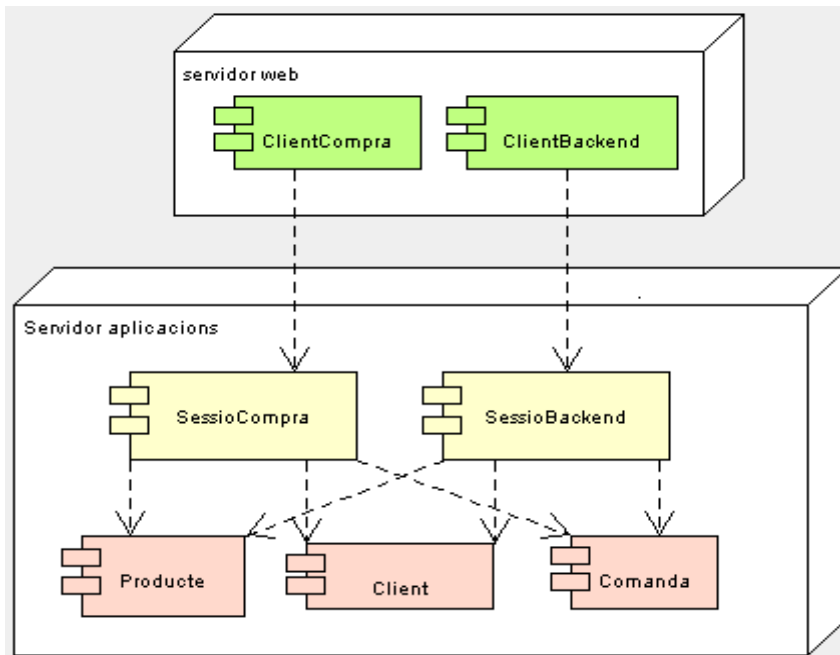 servidor web
ClientCompra
ClientBackend
Servidor aplicacions
SessioCompra
SessioBackend
Producte
Client
Comanda